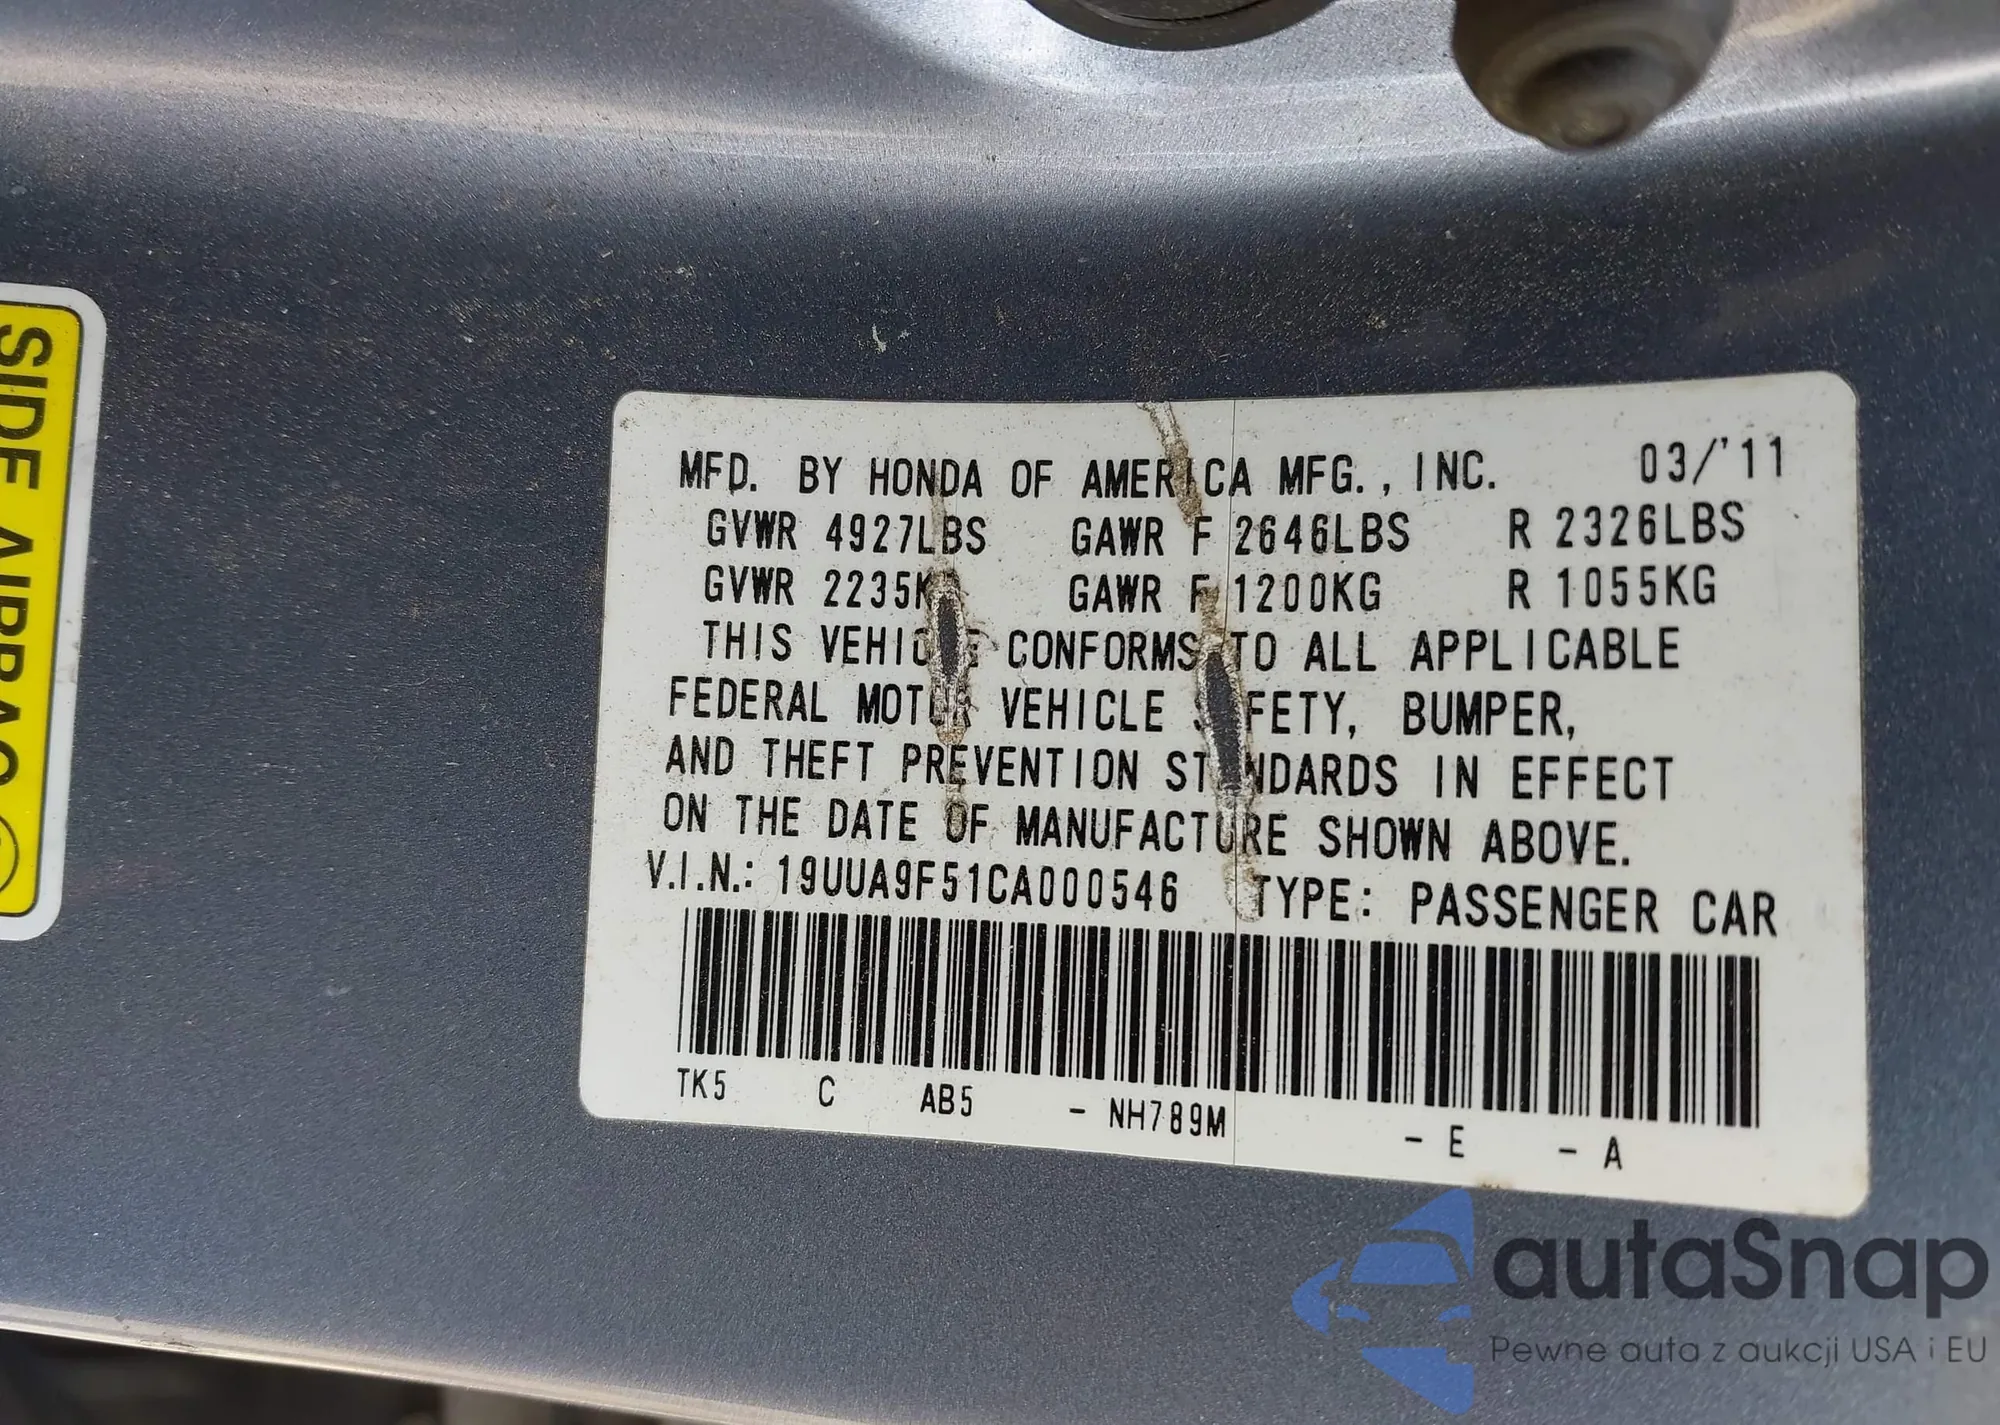 SIDE AIRBAG
MFD. BY HONDA OF AMERICA MFG., INC. 03/'11
GVWR 4927LBS GAWR F 2646LBS R 2326LBS
GVWR 2235K GAWR F 1200KG R 1055KG
THIS VEHICLE CONFORMS TO ALL APPLICABLE
FEDERAL MOTOR VEHICLE SAFETY, BUMPER,
AND THEFT PREVENTION STANDARDS IN EFFECT
ON THE DATE OF MANUFACTURE SHOWN ABOVE.
V.I.N.: 19UUA9F51CA000546 TYPE: PASSENGER CAR
TK5 C AB5 - NH789M - E - A
autaSnap
Pewne auta z aukcji USA i EU